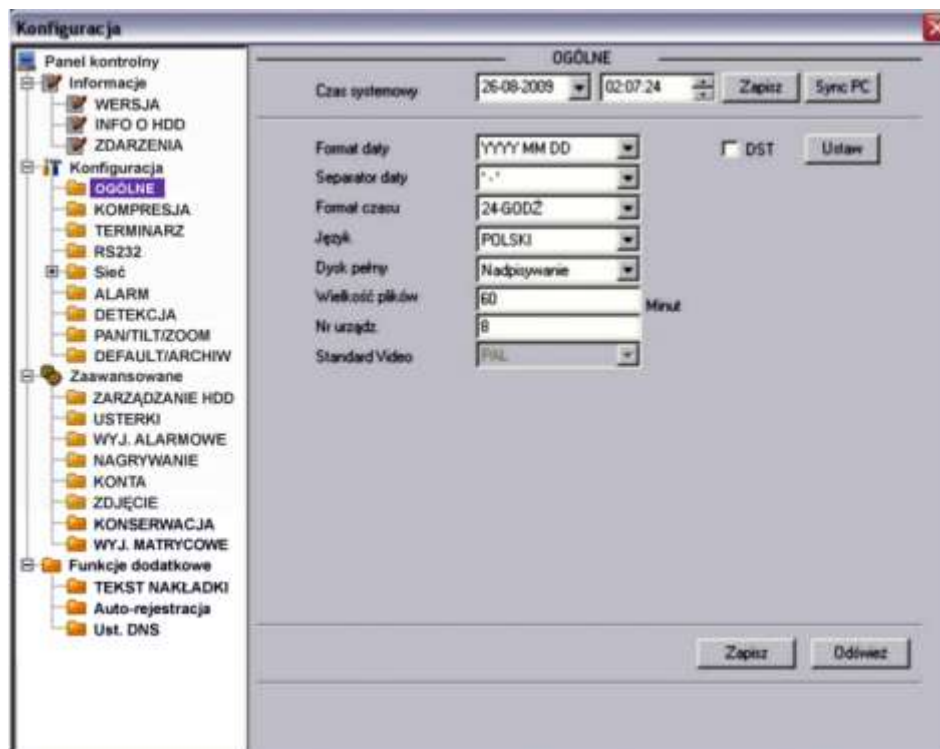 Konfiguracja
Panel kontrolny
Informacje
WERSJA
INFO O HDD
ZDARZENIA
Konfiguracja
OGÓLNE
KOMPRESJA
TERMINARZ
RS232
Sieć
ALARM
DETEKCJA
PAN/TILT/ZOOM
DEFAULT/ARCHIW
Zaawansowane
ZARZĄDZANIE HDD
USTERKI
WYJ. ALARMOWE
NAGRYWANIE
KONTA
ZDJĘCIE
KONSERWACJA
WYJ. MATRYCOWE
Funkcje dodatkowe
TEKST NAKŁADKI
Auto-rejestracja
Ust. DNS
OGÓLNE
Czas systemowy 26-08-2009 02:07:24 Zapisz Sync PC
Format daty YYYY MM DD DST Ustaw
Separator daty '-'
Format czasu 24-GODŹ
Język POLSKI
Dysk pełny Nadpisywanie
Wielkość plików 60 Minut
Nr urządz. 8
Standard Video PAL
Zapisz Odśwież